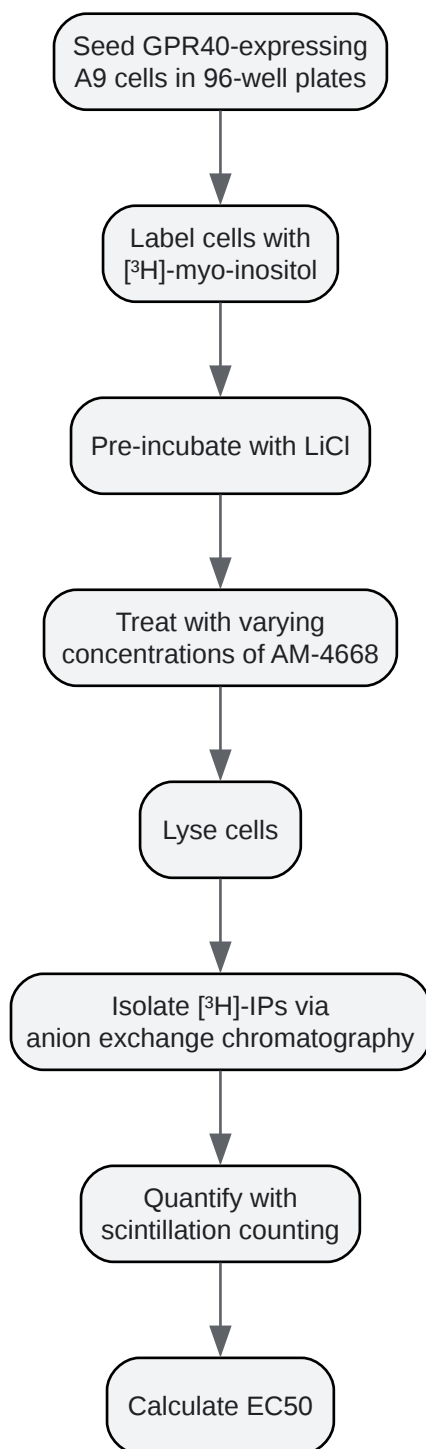 Seed GPR40-expressing
A9 cells in 96-well plates
Label cells with
[³H]-myo-inositol
Pre-incubate with LiCl
Treat with varying
concentrations of AM-4668
Lyse cells
Isolate [³H]-IPs via
anion exchange chromatography
Quantify with
scintillation counting
Calculate EC50